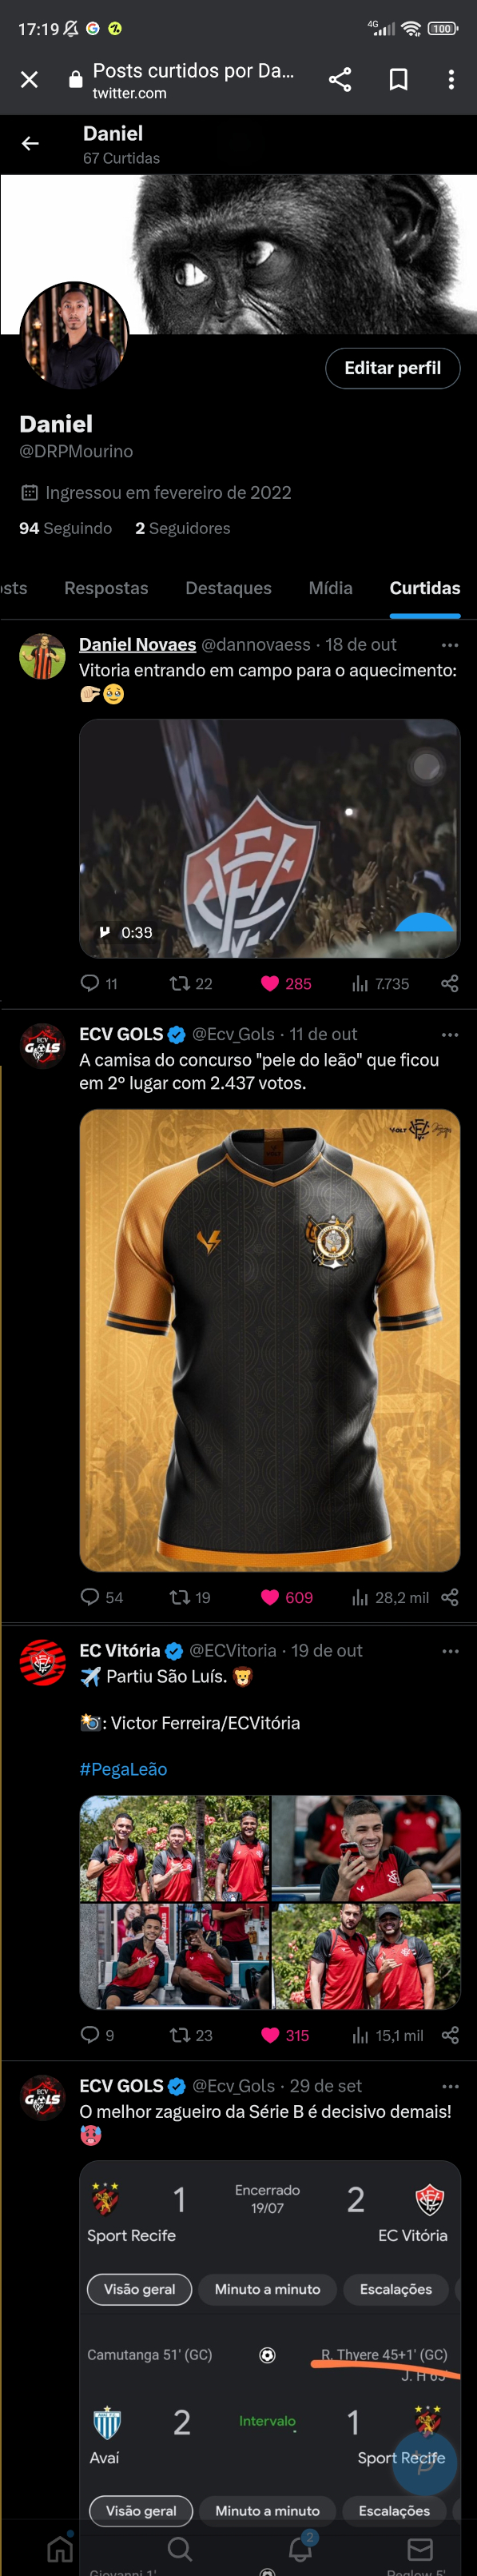 17:19
4G
100
Posts curtidos por Da...
twitter.com
Daniel
67 Curtidas
Editar perfil
Daniel
@DRPMourino
Ingressou em fevereiro de 2022
94 Seguindo 2 Seguidores
osts Respostas Destaques Mídia Curtidas
Daniel Novaes @dannovaess · 18 de out
Vitoria entrando em campo para o aquecimento:
0:38
11 22 285 7.735
ECV GOLS @Ecv_Gols · 11 de out
A camisa do concurso "pele do leão" que ficou
em 2° lugar com 2.437 votos.
VOLT
54 19 609 28,2 mil
EC Vitória @ECVitoria · 19 de out
Partiu São Luís.
: Victor Ferreira/ECVitória
#PegaLeão
9 23 315 15,1 mil
ECV GOLS @Ecv_Gols · 29 de set
O melhor zagueiro da Série B é decisivo demais!
1 Encerrado 2
19/07
Sport Recife EC Vitória
Visão geral Minuto a minuto Escalações
Camutanga 51' (GC) R. Thyere 45+1' (GC)
J. H 63'
2 Intervalo 1
Avaí Sport Recife
Visão geral Minuto a minuto Escalações
2
Giovanni 1' Peglow 5'